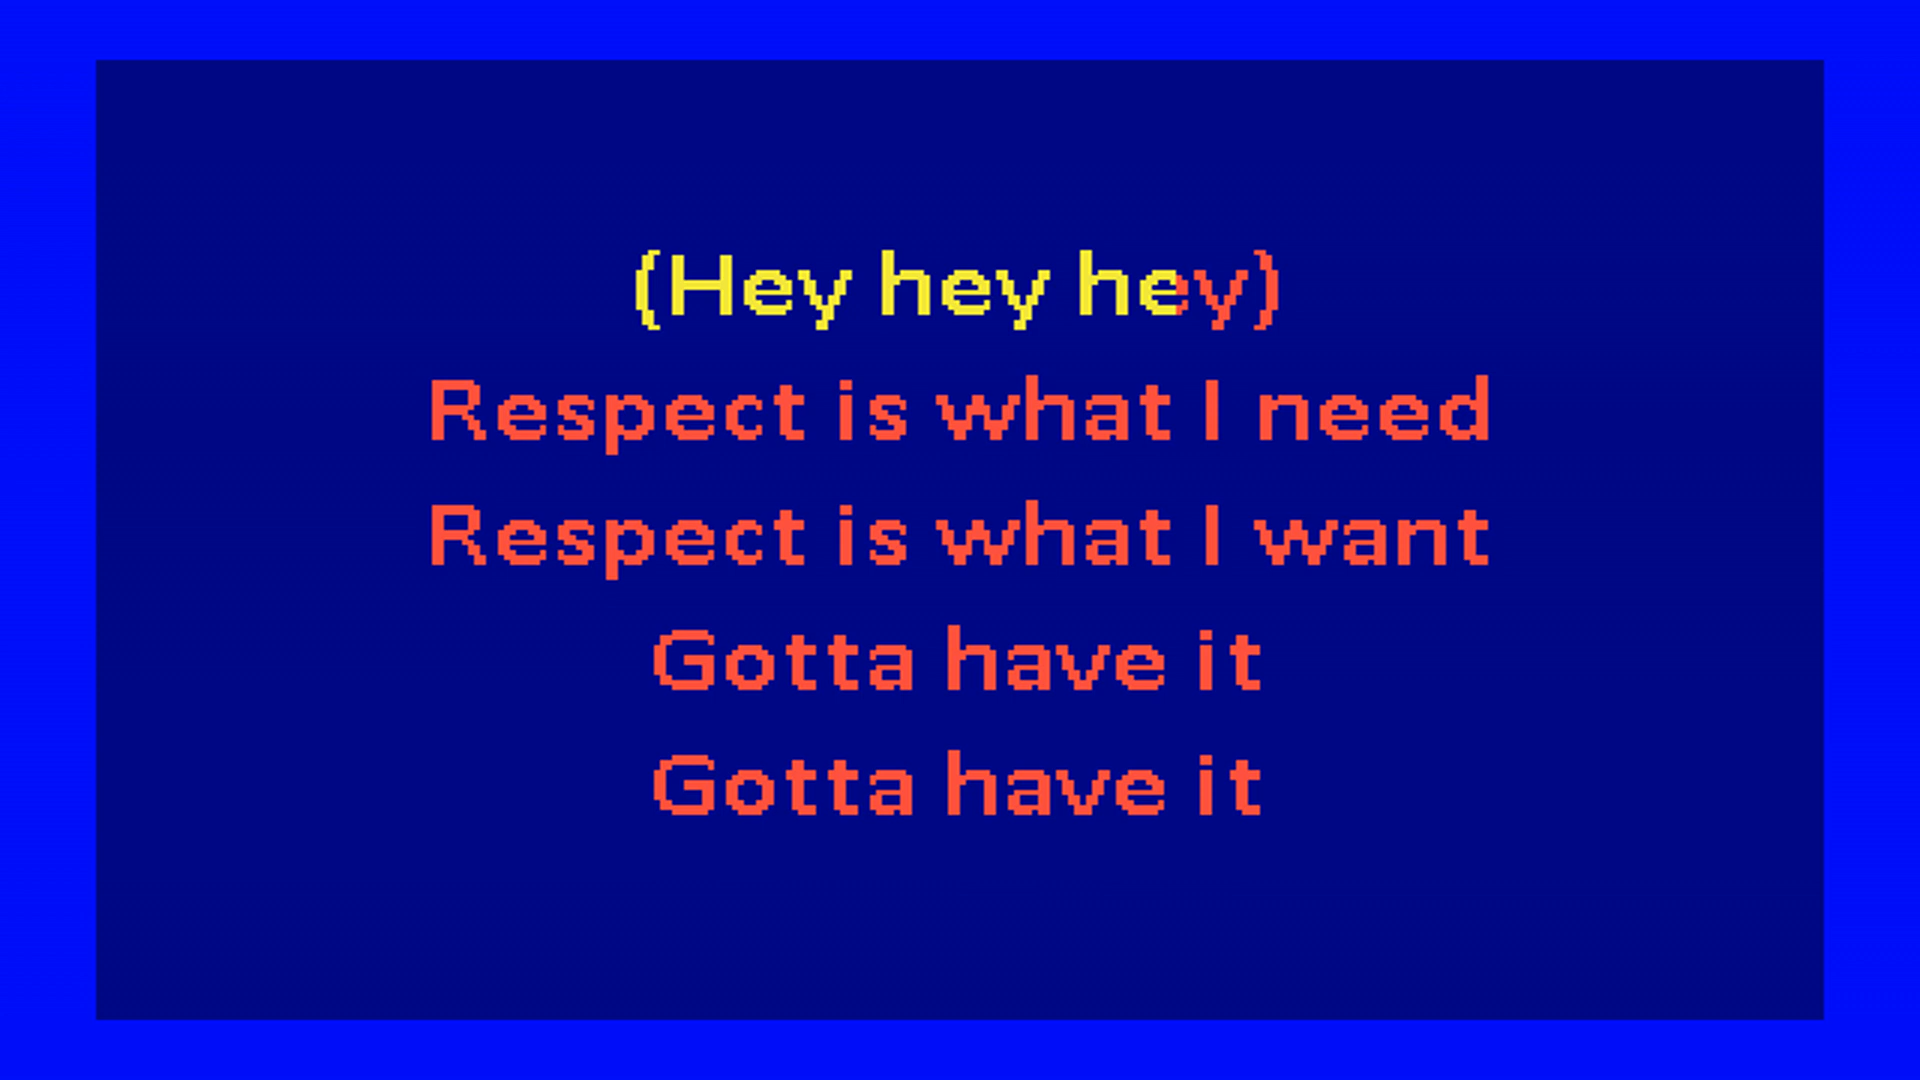 (Hey hey hey)
Respect is what I need
Respect is what I want
Gotta have it
Gotta have it